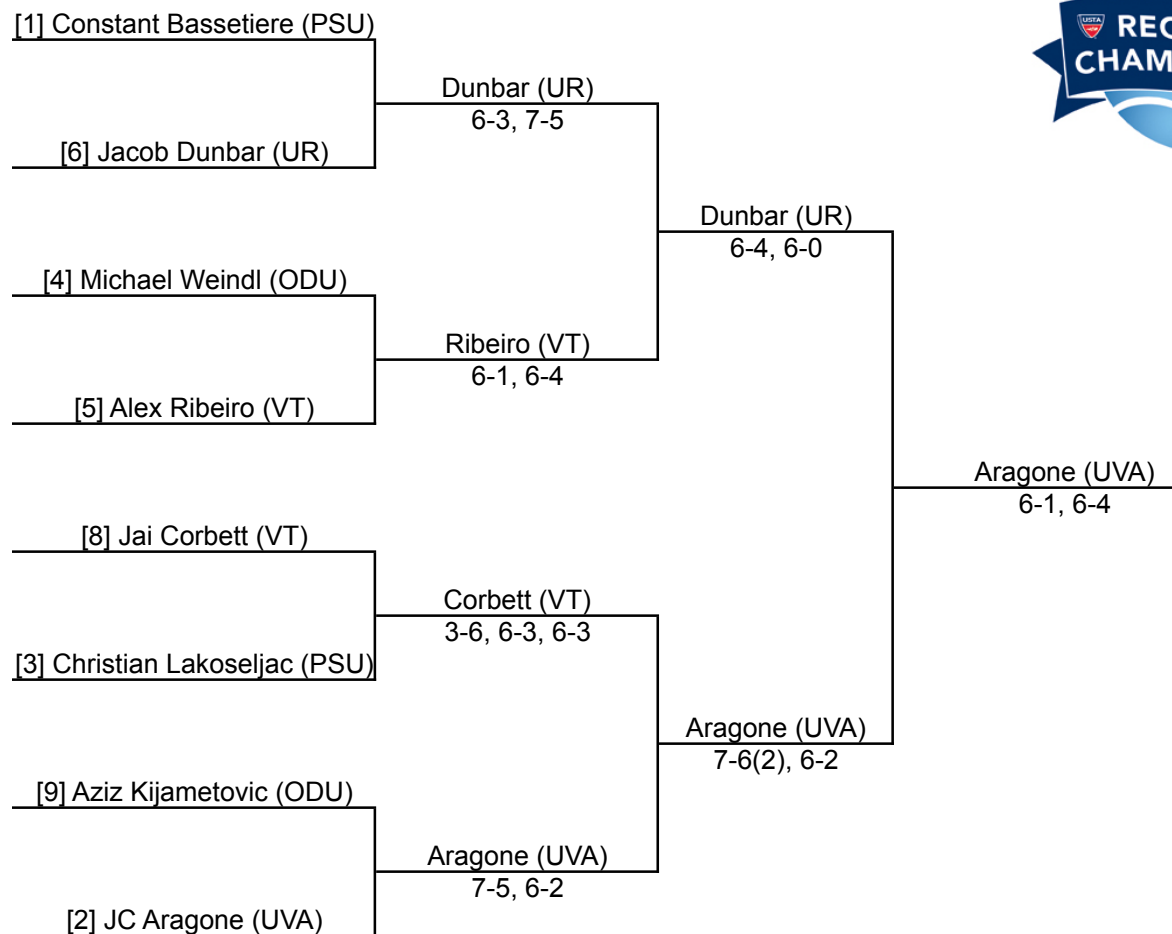 [1] Constant Bassetiere (PSU)
Dunbar (UR)
6-3, 7-5
[6] Jacob Dunbar (UR)
Dunbar (UR)
6-4, 6-0
[4] Michael Weindl (ODU)
Ribeiro (VT)
6-1, 6-4
[5] Alex Ribeiro (VT)
Aragone (UVA)
6-1, 6-4
[8] Jai Corbett (VT)
Corbett (VT)
3-6, 6-3, 6-3
[3] Christian Lakoseljac (PSU)
Aragone (UVA)
7-6(2), 6-2
[9] Aziz Kijametovic (ODU)
Aragone (UVA)
7-5, 6-2
[2] JC Aragone (UVA)
USTA